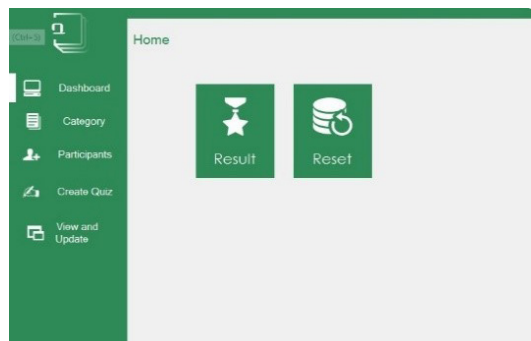 (Ctrl+3)
Home
Dashboard
Category
Participants
Create Quiz
View and
Update
Result
Reset